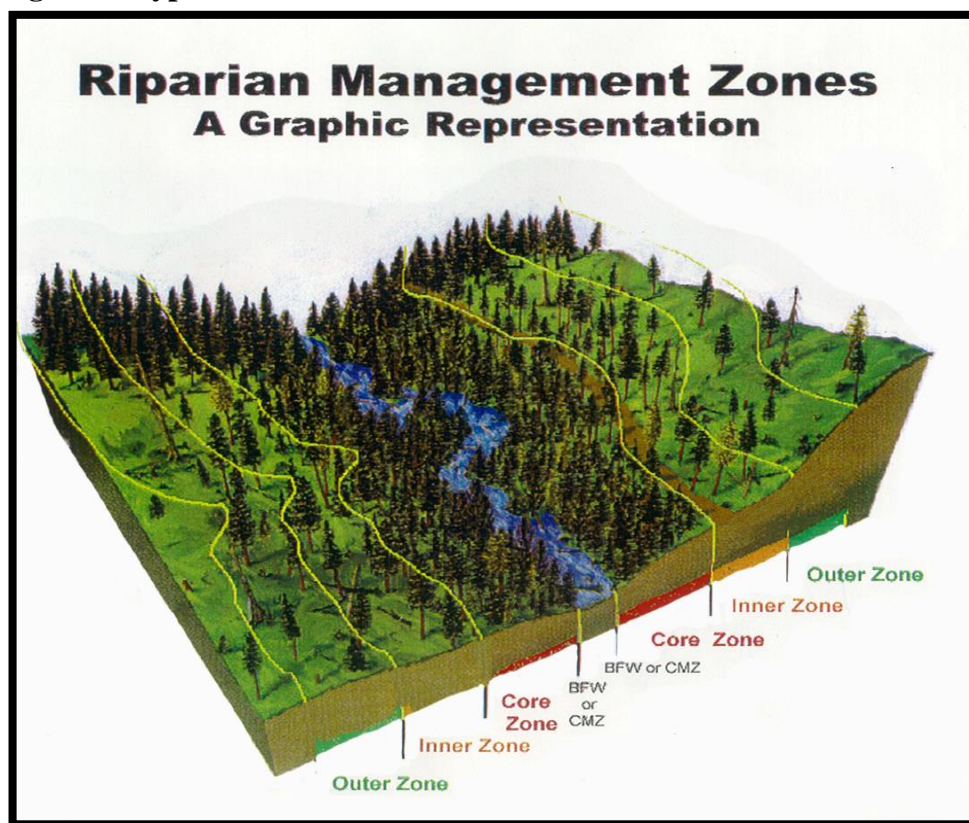 Riparian Management Zones
A Graphic Representation
Outer Zone
Inner Zone
Core Zone
BFW or CMZ
BFW
or
CMZ
Core
Zone
Inner Zone
Outer Zone